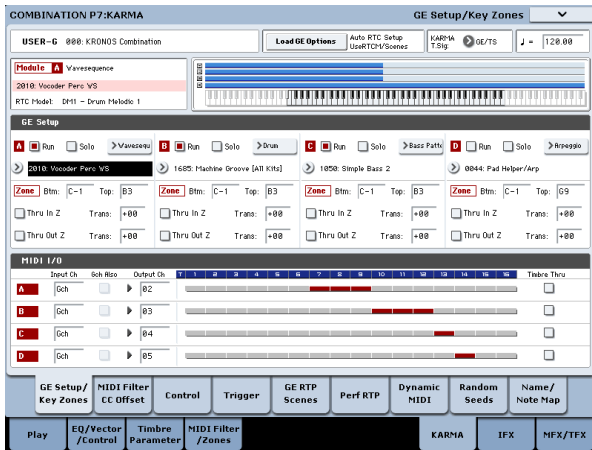 COMBINATION P7:KARMA GE Setup/Key Zones
USER-G 000: KRONOS Combination Load GE Options Auto RTC Setup UseRTCM/Scenes KARMA T.Sig: GE/TS ♩ = 120.00
Module A Wavesequence
2010: Vocoder Perc WS
RTC Model: DM1 - Drum Melodic 1
GE Setup
A Run Solo >Wavesequ B Run Solo >Drum C Run Solo >Bass Patte D Run Solo >Arpeggio
2010: Vocoder Perc WS 1685: Machine Groove [All Kits] 1050: Simple Bass 2 0044: Pad Helper/Arp
Zone Btm: C-1 Top: B3 Zone Btm: C-1 Top: B3 Zone Btm: C-1 Top: B3 Zone Btm: C-1 Top: G9
Thru In Z Trans: +00 Thru In Z Trans: +00 Thru In Z Trans: +00 Thru In Z Trans: +00
Thru Out Z Trans: +00 Thru Out Z Trans: +00 Thru Out Z Trans: +00 Thru Out Z Trans: +00
MIDI I/O
Input Ch Gch Also Output Ch T 1 2 3 4 5 6 7 8 9 10 11 12 13 14 15 16 Timbre Thru
A Gch 02
B Gch 03
C Gch 04
D Gch 05
GE Setup/ Key Zones MIDI Filter CC Offset Control Trigger GE RTP Scenes Perf RTP Dynamic MIDI Random Seeds Name/ Note Map
Play EQ/Vector /Control Timbre Parameter MIDI Filter /Zones KARMA IFX MFX/TFX